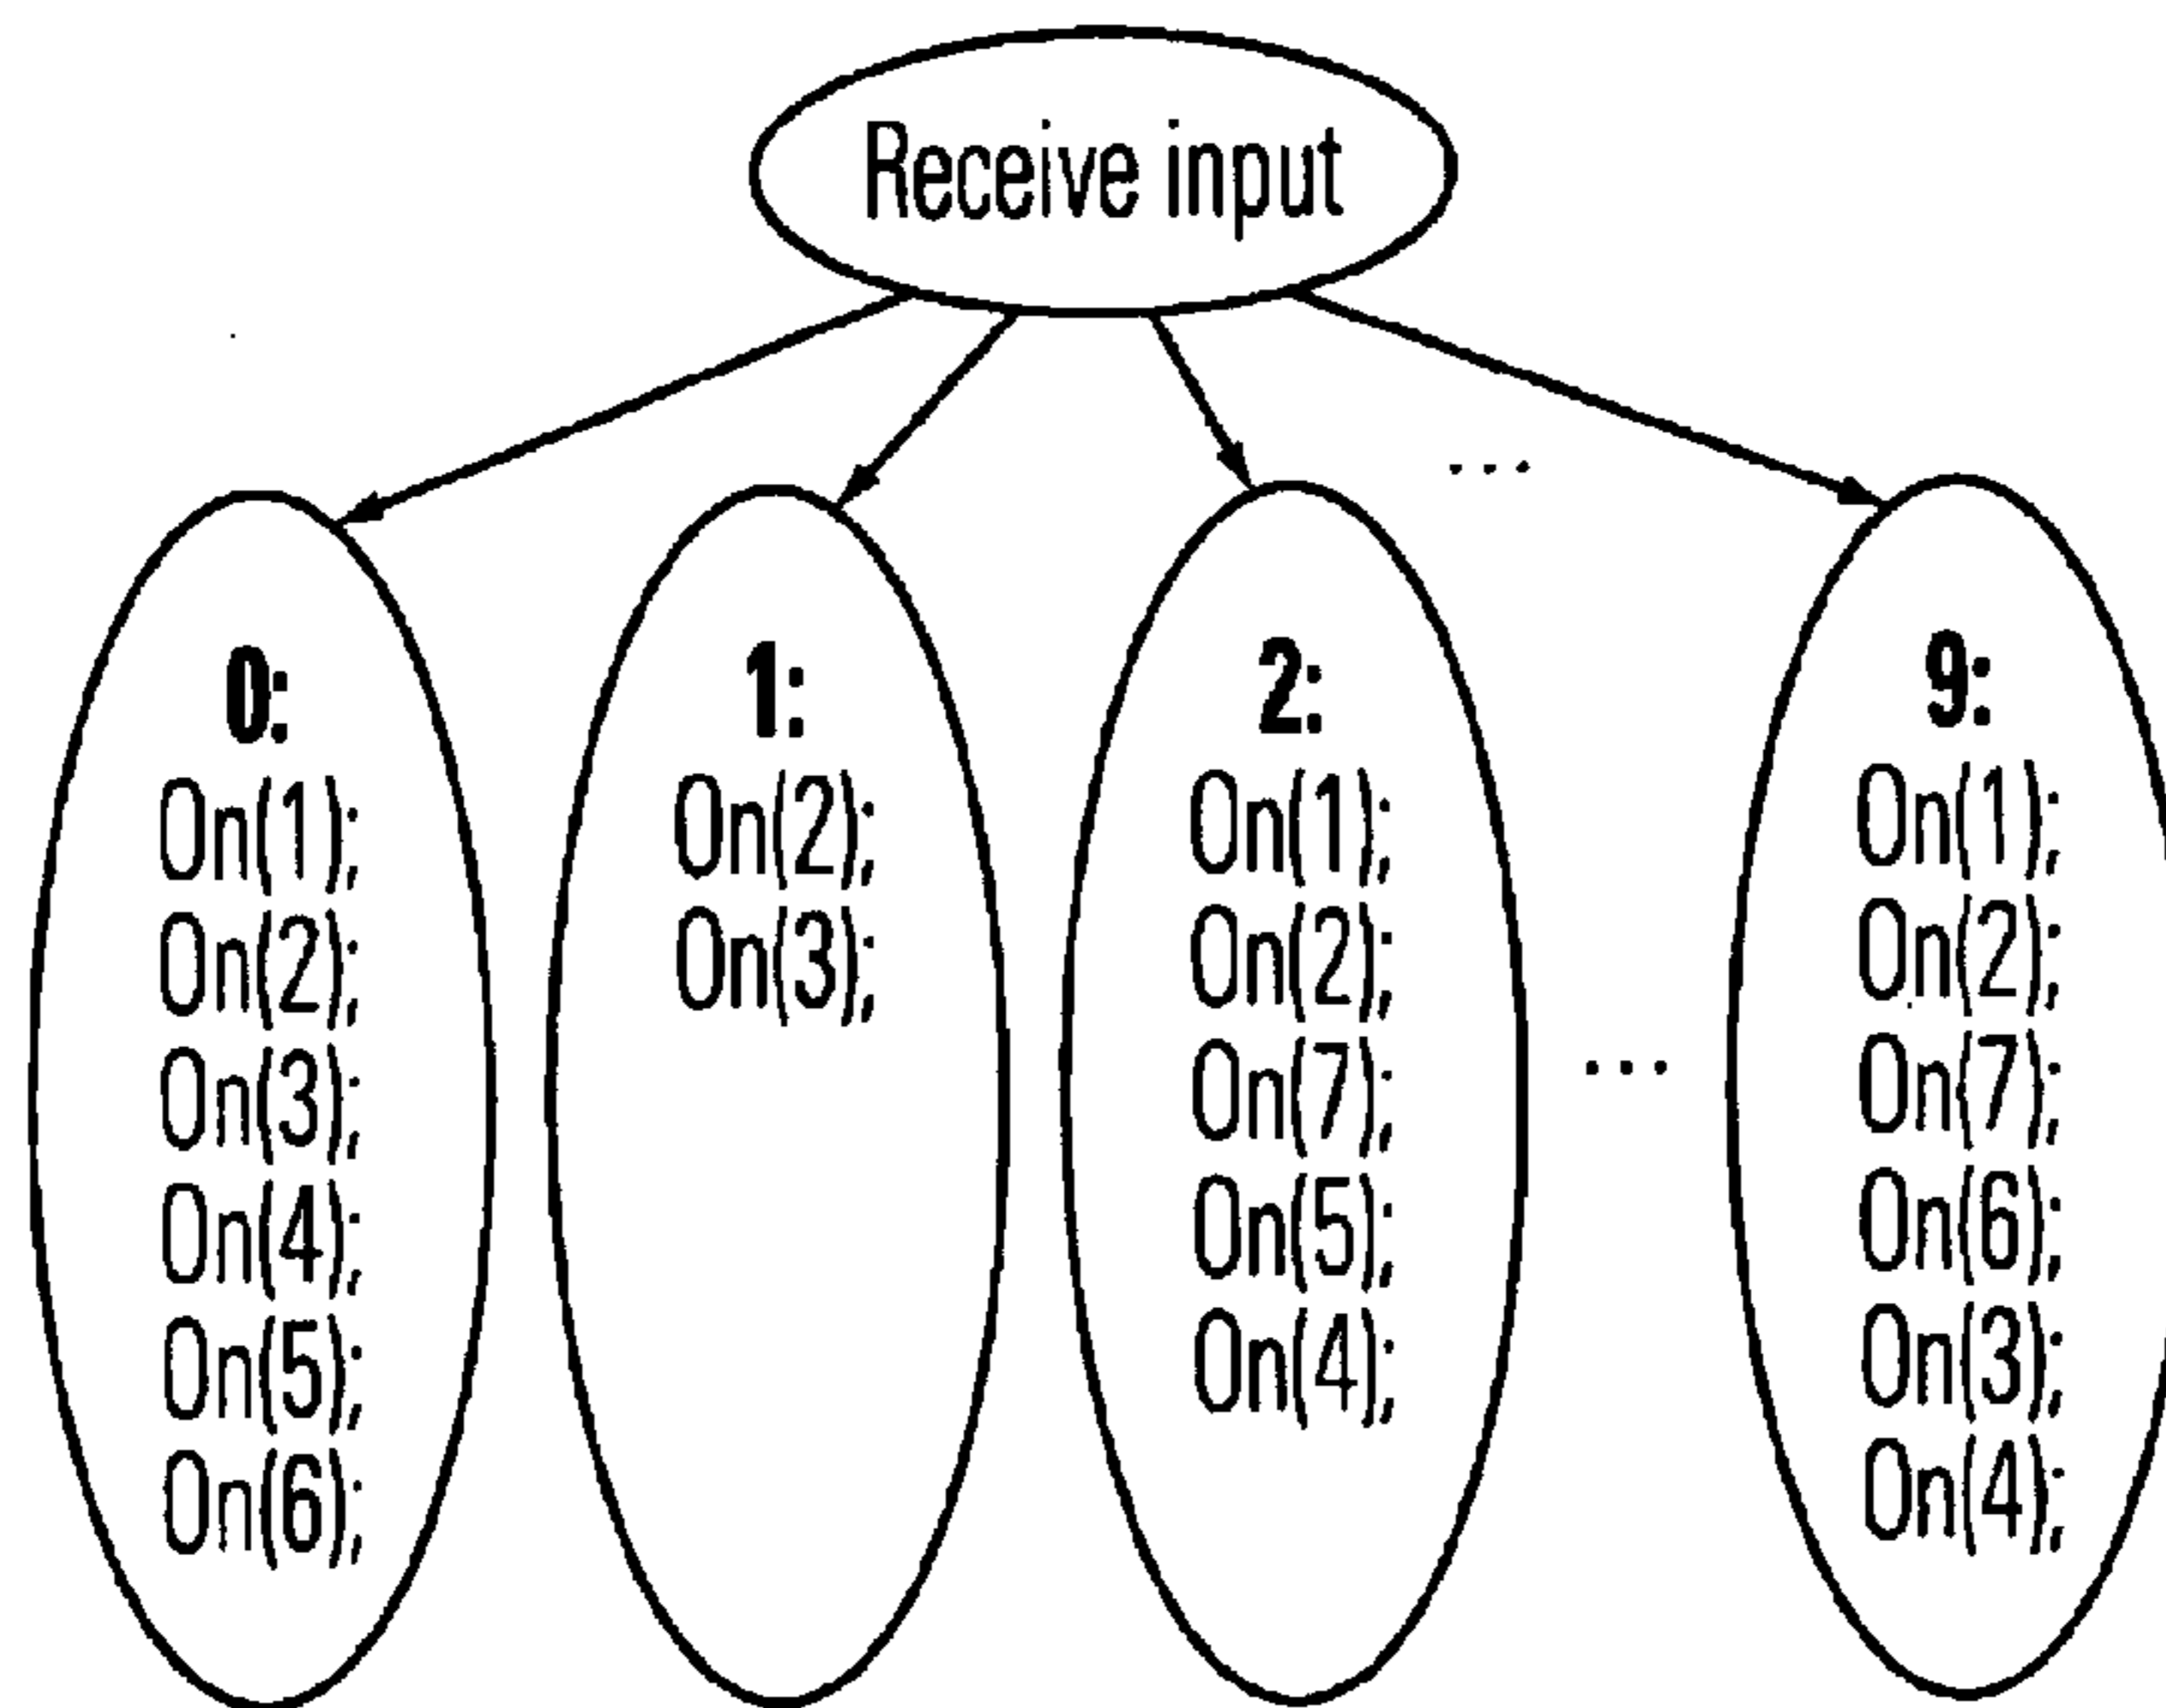 Receive input
...
0:
On(1);
On(2);
On(3);
On(4);
On(5);
On(6);
1:
On(2);
On(3);
2:
On(1);
On(2);
On(7);
On(5);
On(4);
...
9:
On(1);
On(2);
On(7);
On(6);
On(3);
On(4);